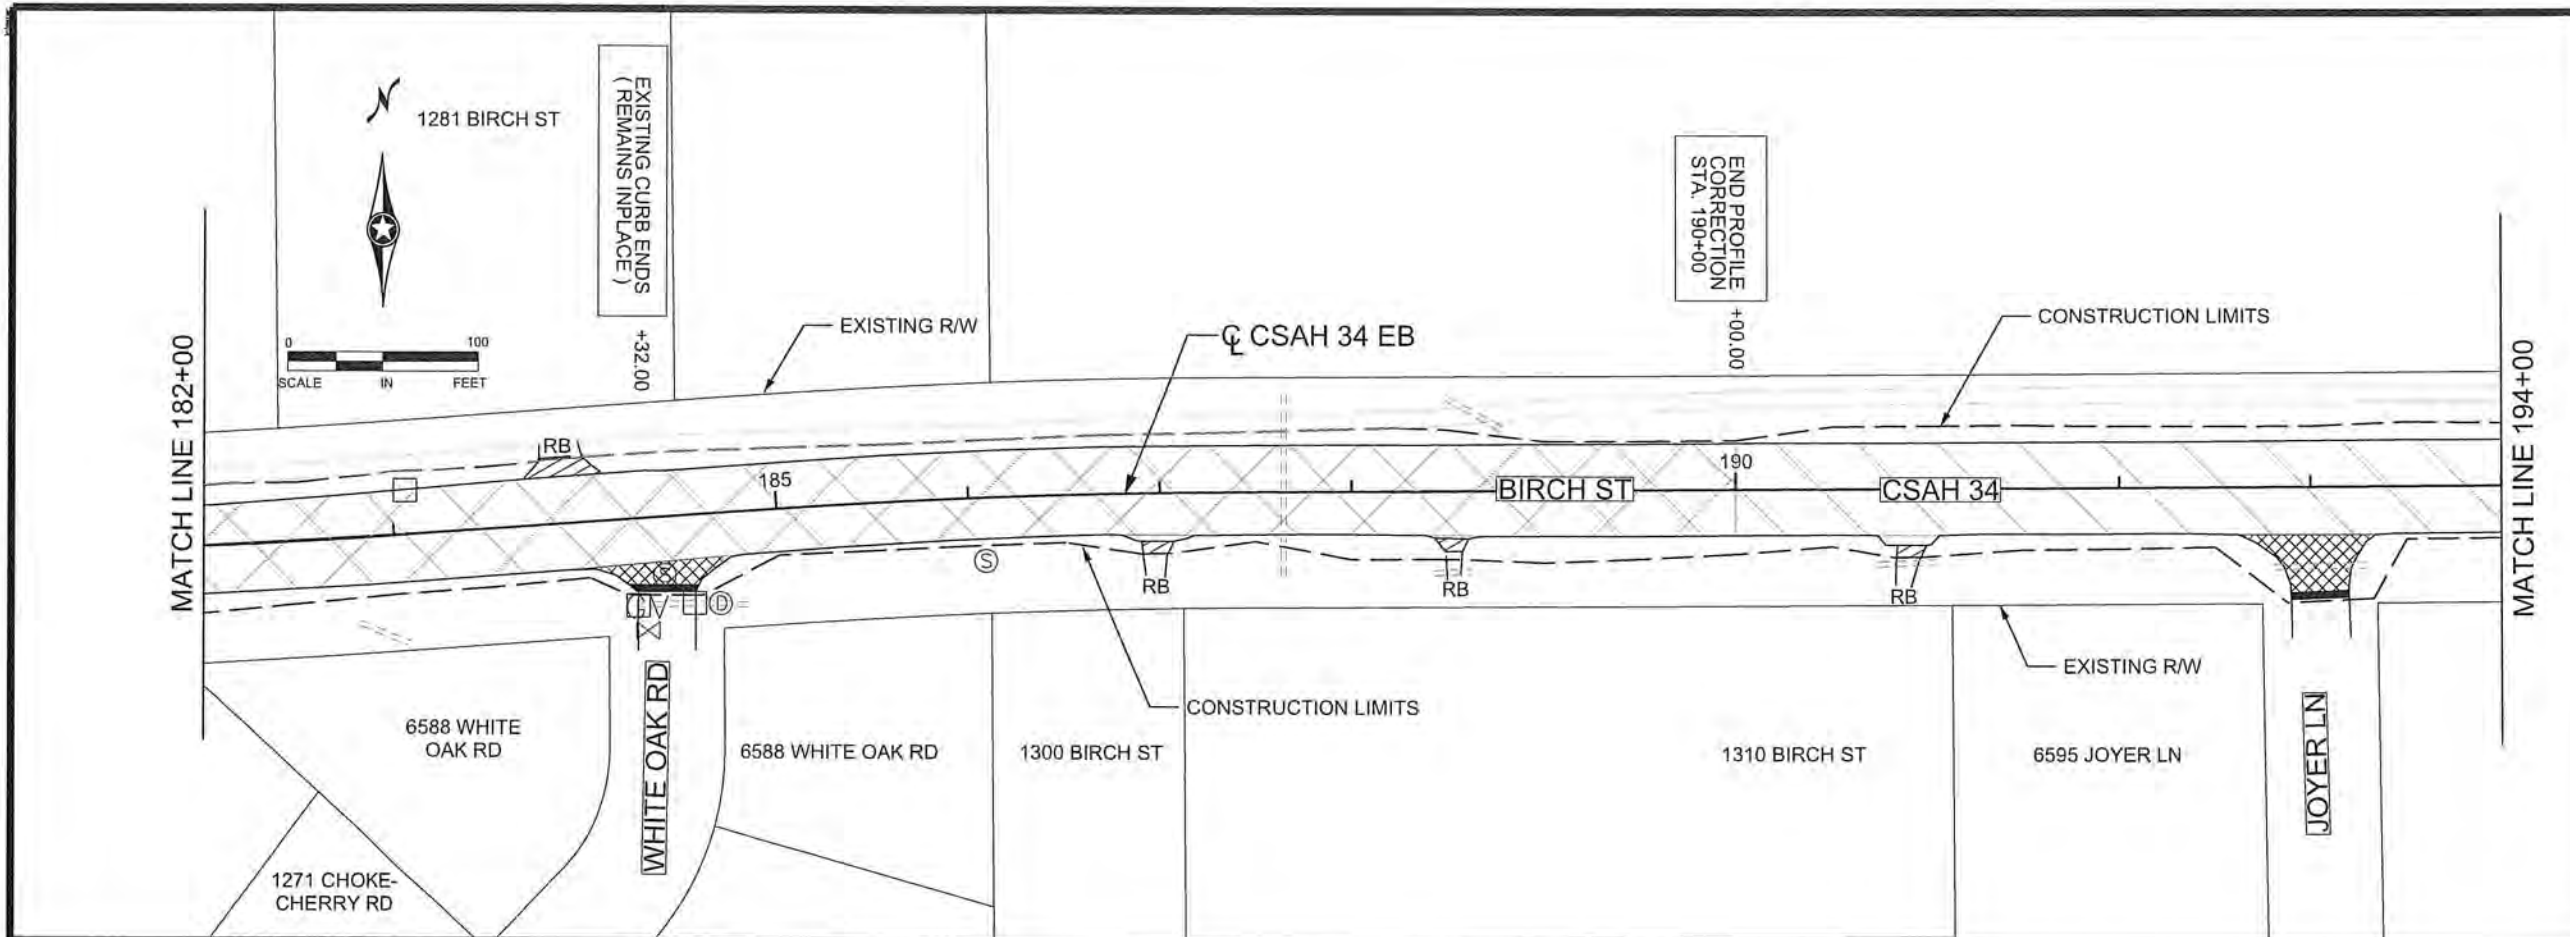 N
1281 BIRCH ST
EXISTING CURB ENDS
( REMAINS INPLACE )
+32.00
END PROFILE
CORRECTION
STA. 190+00
+00.00
0 100
SCALE IN FEET
EXISTING R/W
℄ CSAH 34 EB
CONSTRUCTION LIMITS
MATCH LINE 182+00
MATCH LINE 194+00
RB
185
190
BIRCH ST
CSAH 34
S
S
G
D
RB
RB
RB
EXISTING R/W
CONSTRUCTION LIMITS
WHITE OAK RD
JOYER LN
6588 WHITE
OAK RD
6588 WHITE OAK RD
1300 BIRCH ST
1310 BIRCH ST
6595 JOYER LN
1271 CHOKE-
CHERRY RD